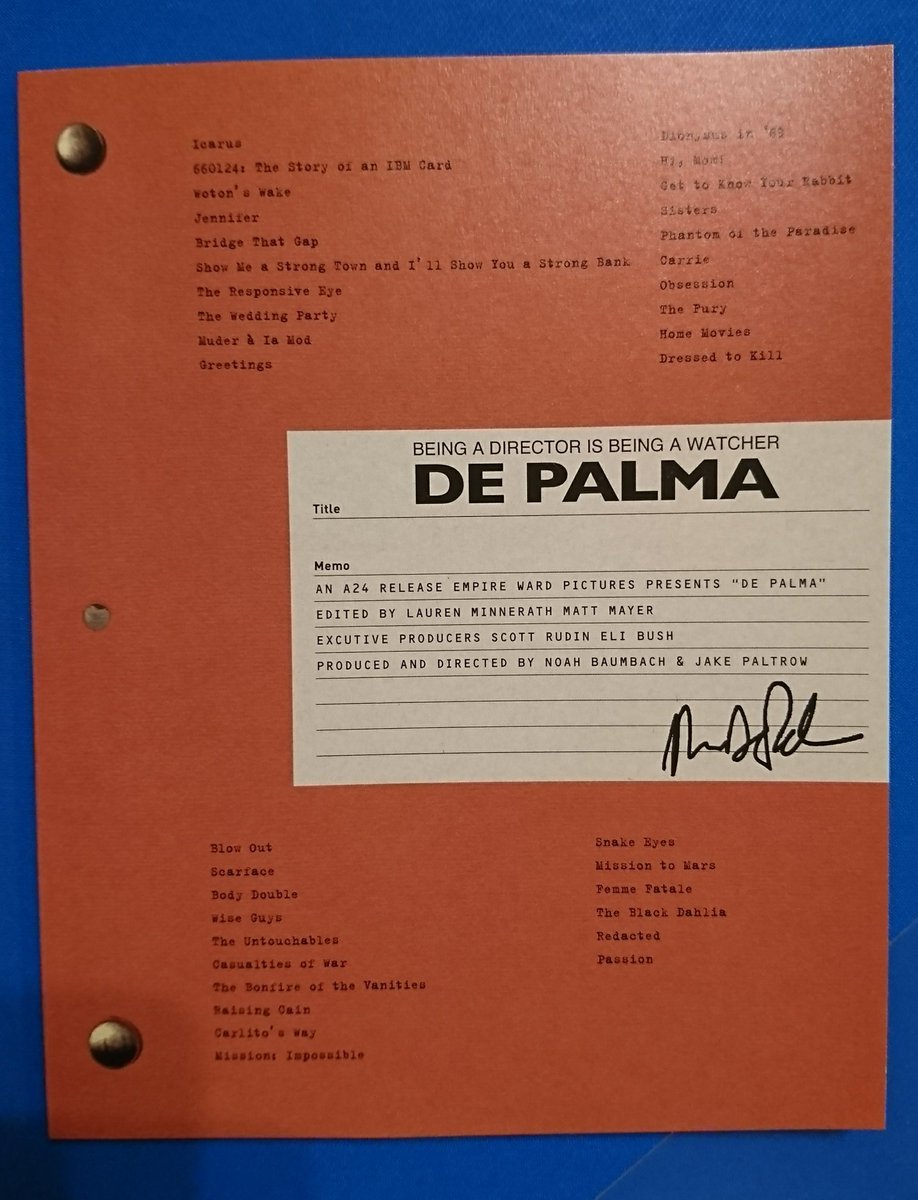 Icarus
660124: The Story of an IBM Card
Woton's Wake
Jennifer
Bridge That Gap
Show Me a Strong Town and I'll Show You a Strong Bank
The Responsive Eye
The Wedding Party
Muder à la Mod
Greetings
Dionysus in '69
Hi, Mom!
Get to Know Your Rabbit
Sisters
Phantom of the Paradise
Carrie
Obsession
The Fury
Home Movies
Dressed to Kill
BEING A DIRECTOR IS BEING A WATCHER
DE PALMA
Title
Memo
AN A24 RELEASE EMPIRE WARD PICTURES PRESENTS "DE PALMA"
EDITED BY LAUREN MINNERATH MATT MAYER
EXCUTIVE PRODUCERS SCOTT RUDIN ELI BUSH
PRODUCED AND DIRECTED BY NOAH BAUMBACH & JAKE PALTROW
Blow Out
Scarface
Body Double
Wise Guys
The Untouchables
Casualties of War
The Bonfire of the Vanities
Raising Cain
Carlito's Way
Mission: Impossible
Snake Eyes
Mission to Mars
Femme Fatale
The Black Dahlia
Redacted
Passion